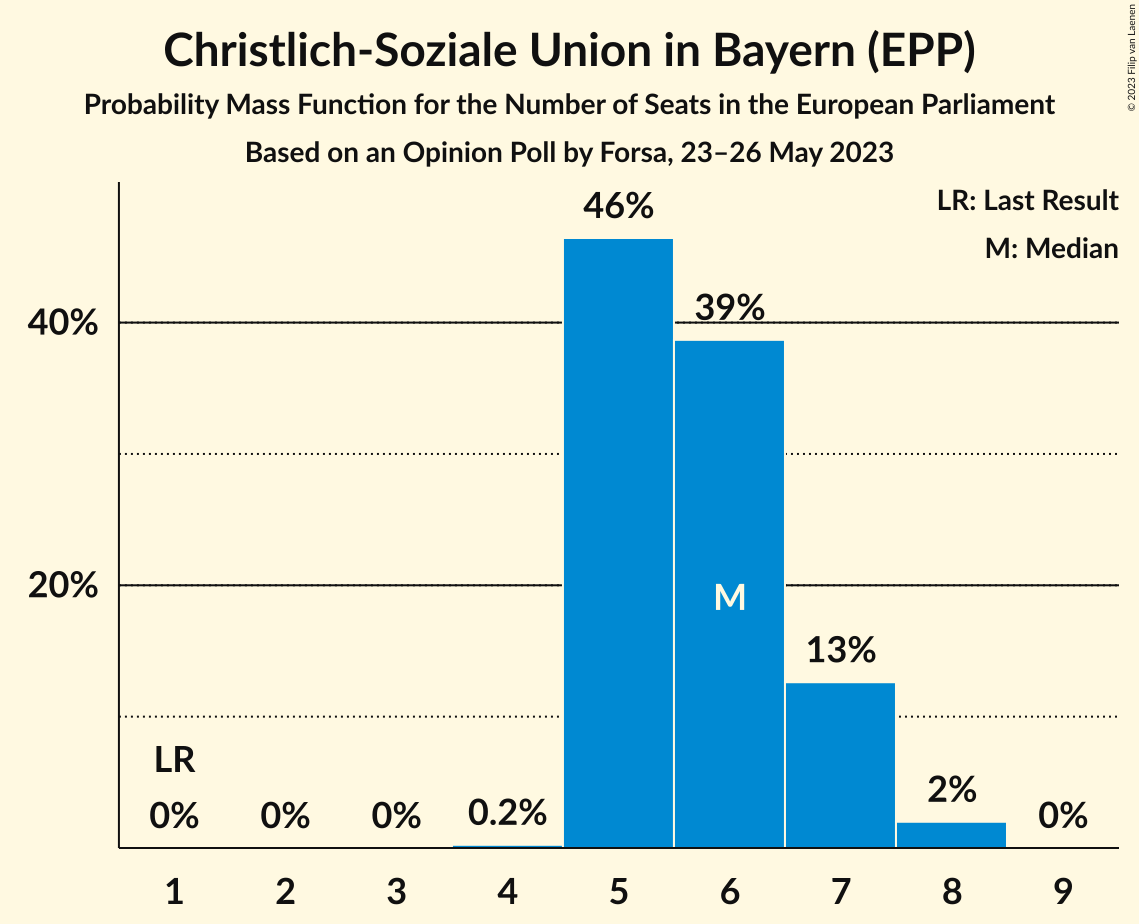 Christlich-Soziale Union in Bayern (EPP)
Probability Mass Function for the Number of Seats in the European Parliament
Based on an Opinion Poll by Forsa, 23–26 May 2023
© 2023 Filip van Laenen
LR: Last Result
M: Median
46%
39%
40%
20%
M
13%
LR
0% 0% 0% 0.2% 2% 0%
1 2 3 4 5 6 7 8 9